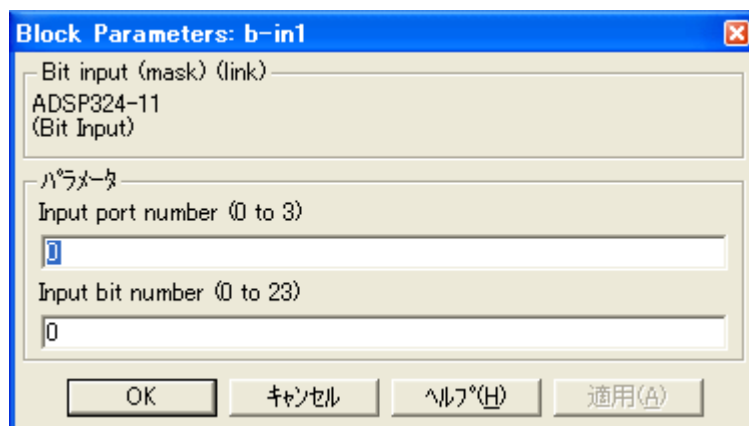 Block Parameters: b-in1
Bit input (mask) (link)
ADSP324-11
(Bit Input)
パラメータ
Input port number (0 to 3)
0
Input bit number (0 to 23)
0
OK キャンセル ヘルプ(H) 適用(A)